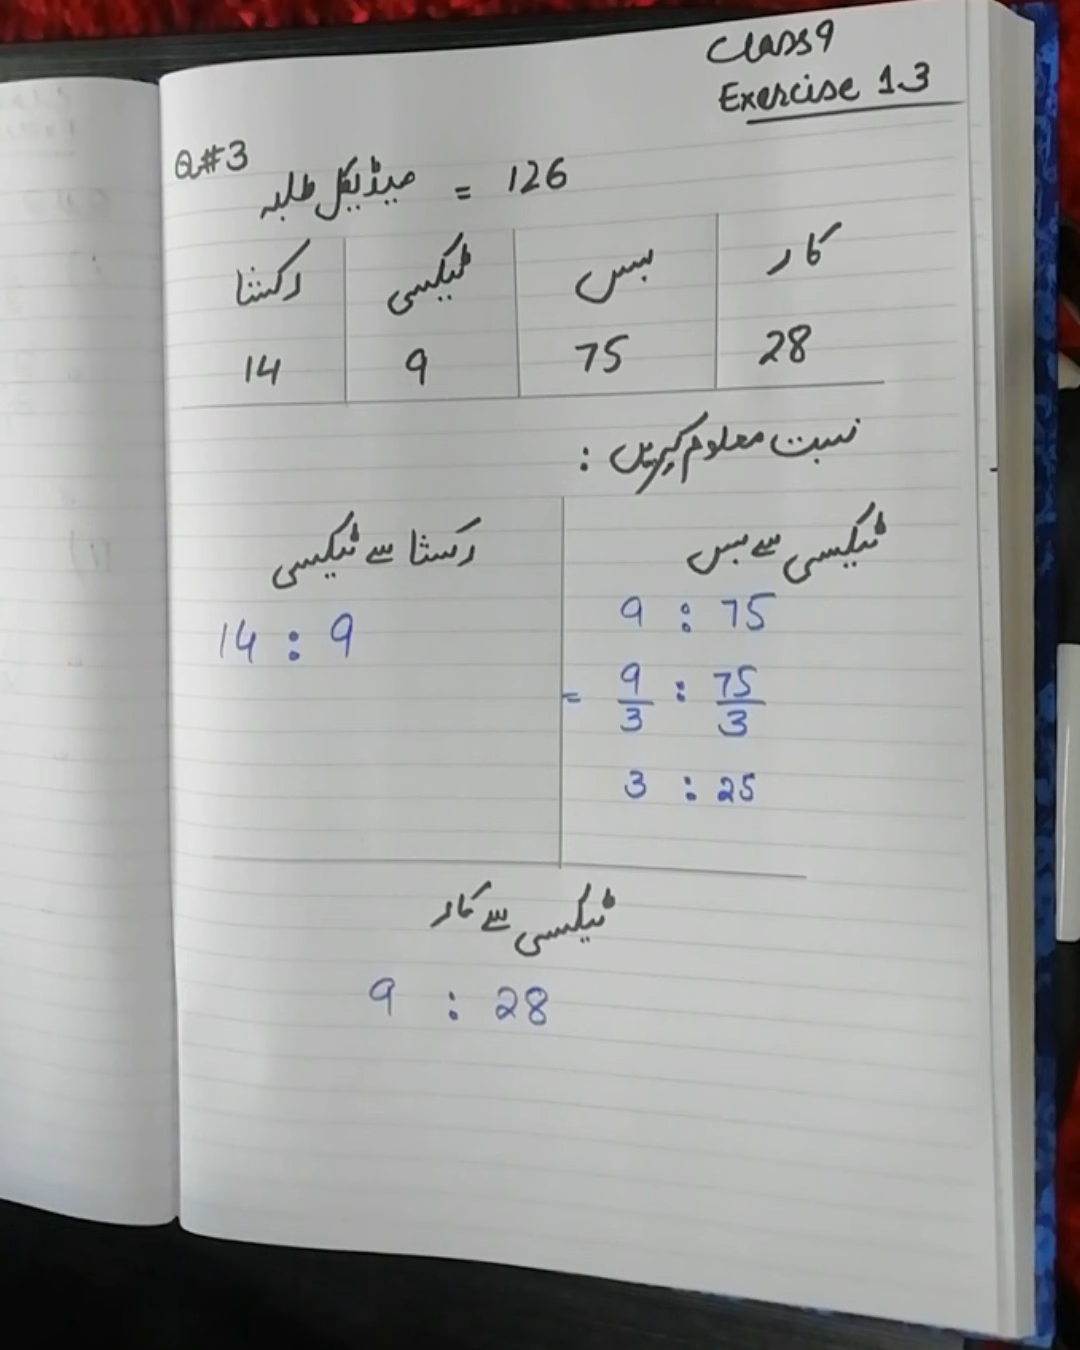 Class 9
Exercise 1.3
Q#3
میڈیکل طلبہ = 126
کار | بس | ٹیکسی | رکشا
28 | 75 | 9 | 14
نسبت معلوم کریں :
ٹیکسی سے بس
9 : 75
= 9/3 : 75/3
3 : 25
رکشا سے ٹیکسی
14 : 9
ٹیکسی سے کار
9 : 28